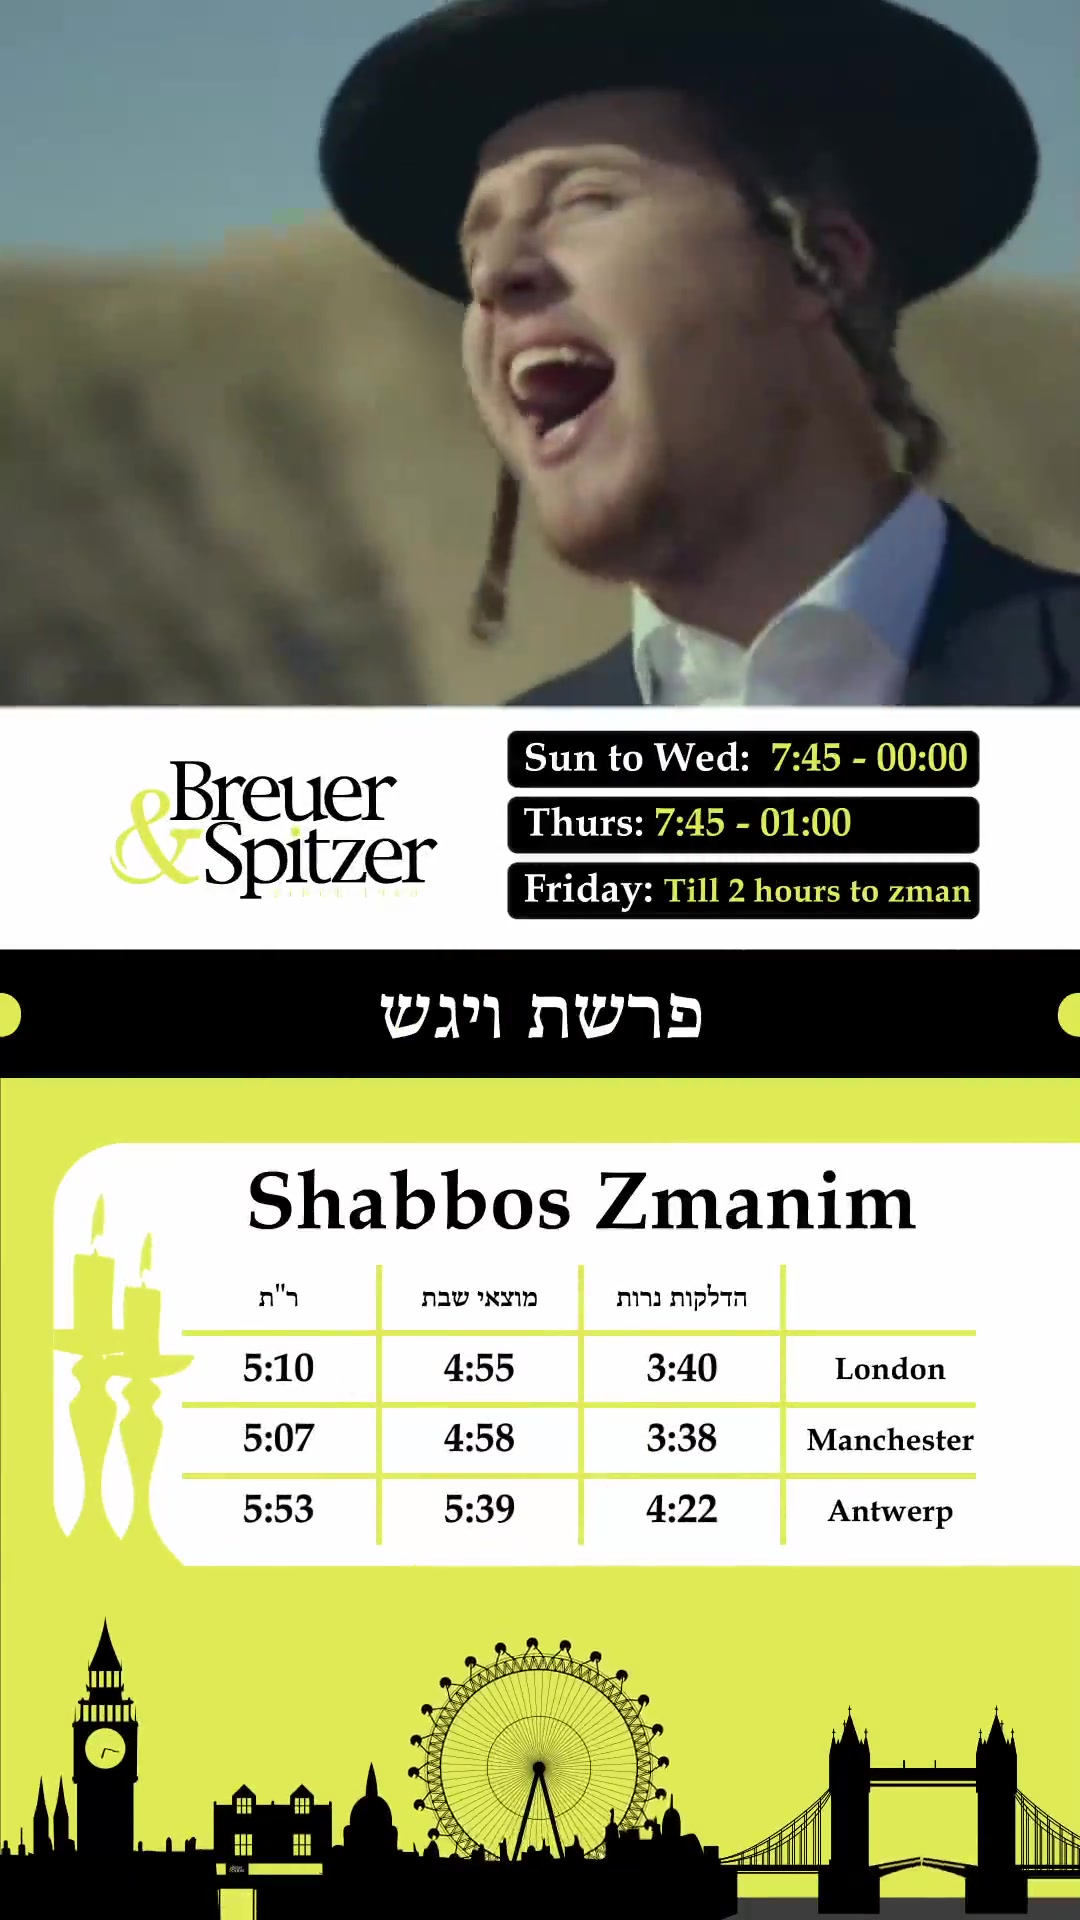 Breuer
& Spitzer
SINCE 1960
Sun to Wed: 7:45 - 00:00
Thurs: 7:45 - 01:00
Friday: Till 2 hours to zman
פרשת ויגש
Shabbos Zmanim
ר"ת מוצאי שבת הדלקות נרות
5:10 4:55 3:40 London
5:07 4:58 3:38 Manchester
5:53 5:39 4:22 Antwerp